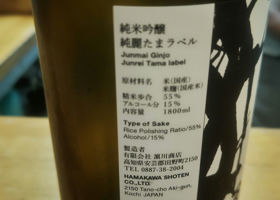 純米吟醸
純麗たまラベル
Junmai Ginjo
Junrei Tama label
原材料名 米(国産)
米麹(国産米)
精米歩合 55%
アルコール分 15%
内容量 1800ml
Type of Sake
Rice Polishing Ratio/55%
Alcohol/15%
製造者
有限会社 濵川商店
高知県安芸郡田野町2150
TEL 0887-38-2004
HAMAKAWA SHOTEN
CO.,LTD.
2150 Tano-cho Aki-gun,
Kochi JAPAN